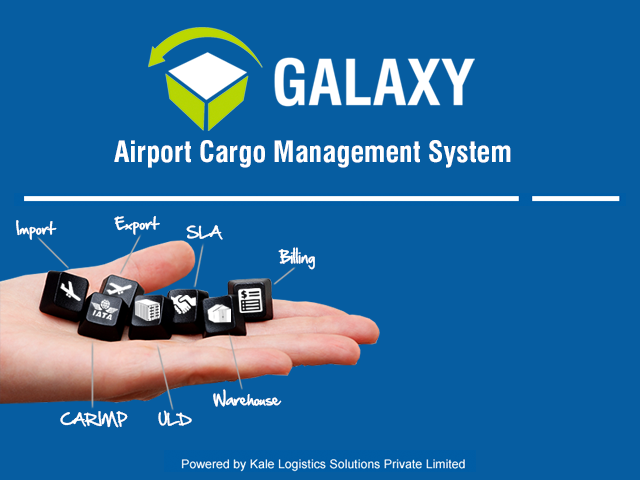 GALAXY
Airport Cargo Management System
Import
Export
SLA
Billing
$
IATA
CARIMP
ULD
Warehouse
Powered by Kale Logistics Solutions Private Limited